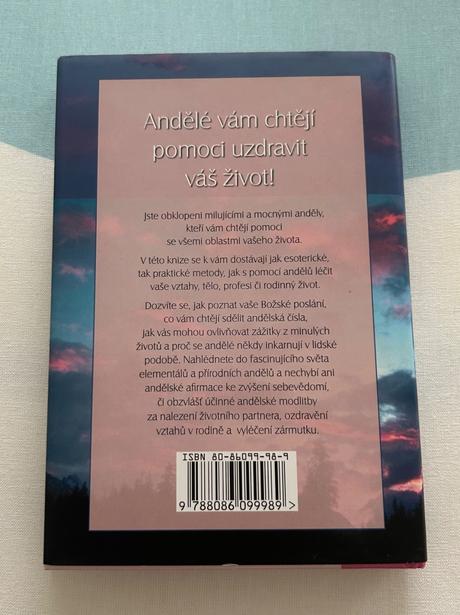 Andělé vám chtějí
pomoci uzdravit
váš život!
Jste obklopeni milujícími a mocnými anděly,
kteří vám chtějí pomoci
se všemi oblastmi vašeho života.
V této knize se k vám dostávají jak esoterické,
tak praktické metody, jak s pomocí andělů léčit
vaše vztahy, tělo, profesi či rodinný život.
Dozvíte se, jak poznat vaše Božské poslání,
co vám chtějí sdělit andělská čísla,
jak vás mohou ovlivňovat zážitky z minulých
životů a proč se andělé někdy inkarnují v lidské
podobě. Nahlédnete do fascinujícího světa
elementálů a přírodních andělů a nechybí ani
andělské afirmace ke zvýšení sebevědomí,
či obzvlášť účinné andělské modlitby
za nalezení životního partnera, ozdravění
vztahů v rodině a vyléčení zármutku.
ISBN 80-86099-98-9
9 788086 099989 >